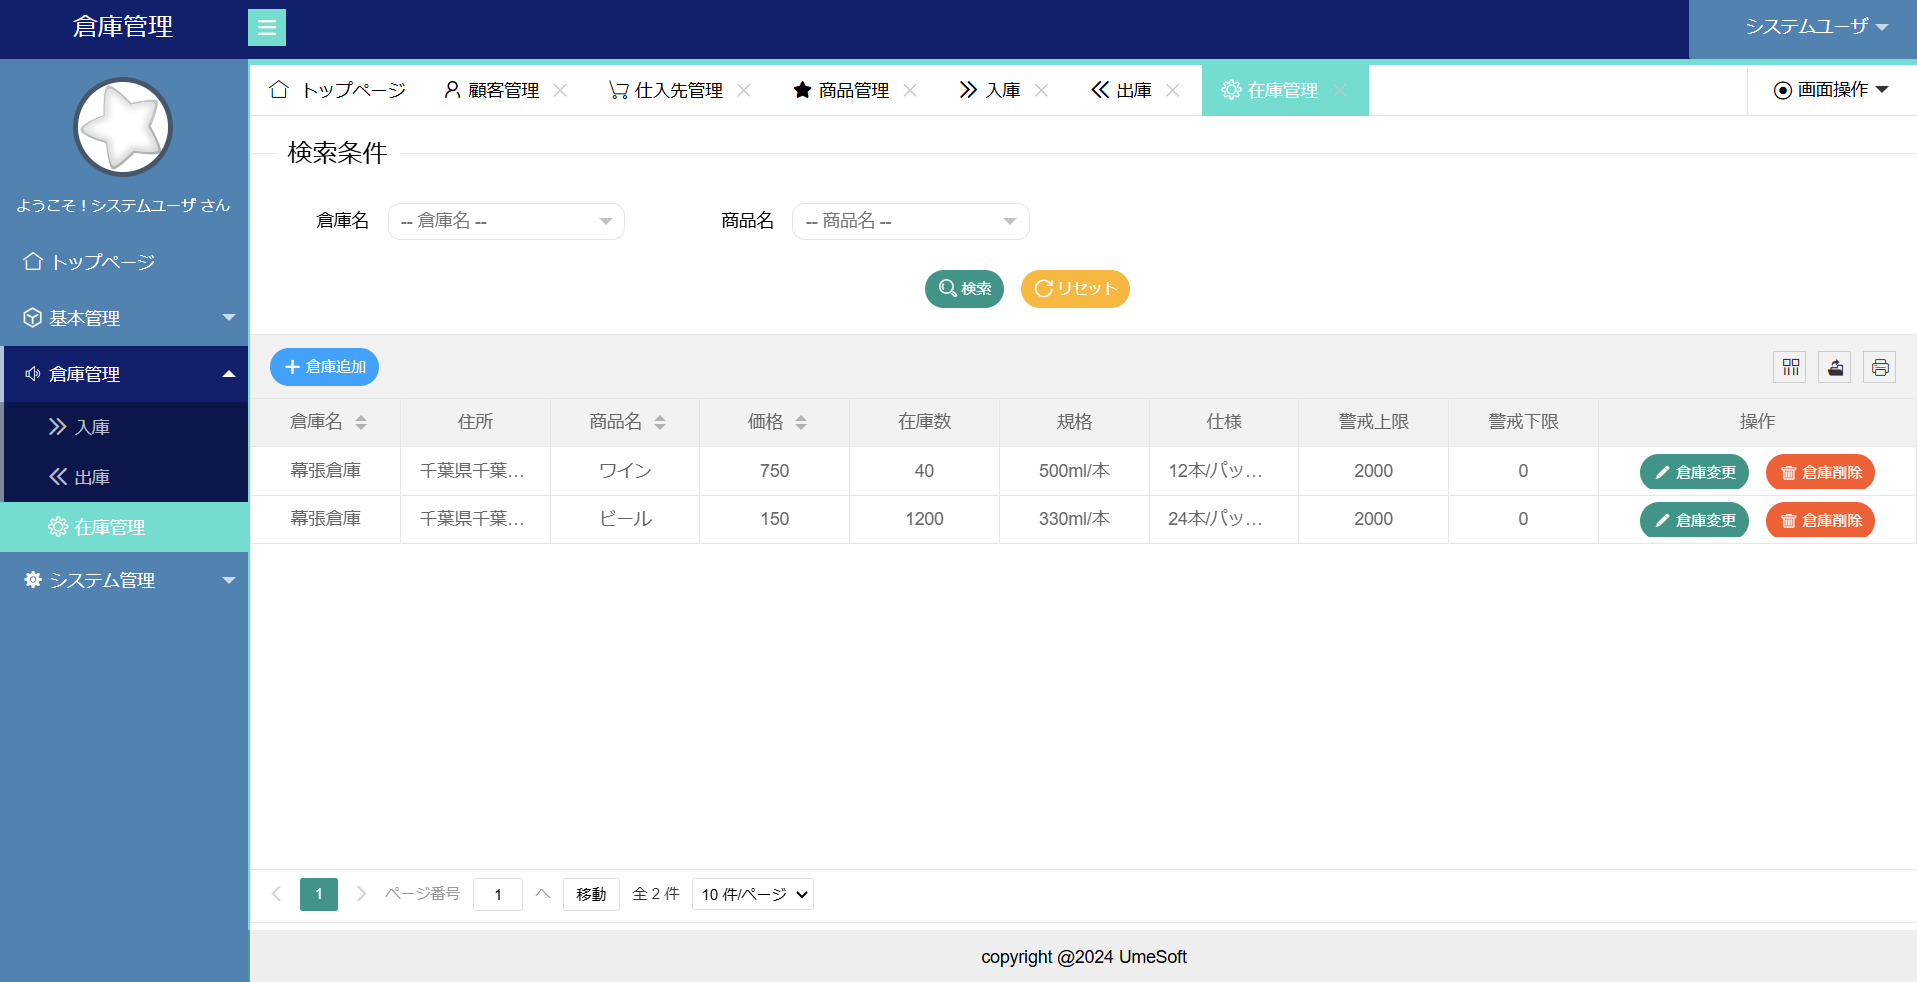 倉庫管理
システムユーザ
ようこそ！システムユーザ さん
トップページ
基本管理
倉庫管理
入庫
出庫
在庫管理
システム管理
トップページ 顧客管理 仕入先管理 商品管理 入庫 出庫 在庫管理 画面操作
検索条件
倉庫名 -- 倉庫名 -- 商品名 -- 商品名 --
検索 リセット
倉庫追加
倉庫名 住所 商品名 価格 在庫数 規格 仕様 警戒上限 警戒下限 操作
幕張倉庫 千葉県千葉… ワイン 750 40 500ml/本 12本/パッ… 2000 0 倉庫変更 倉庫削除
幕張倉庫 千葉県千葉… ビール 150 1200 330ml/本 24本/パッ… 2000 0 倉庫変更 倉庫削除
1 ページ番号 1 へ 移動 全 2 件 10 件/ページ
copyright @2024 UmeSoft